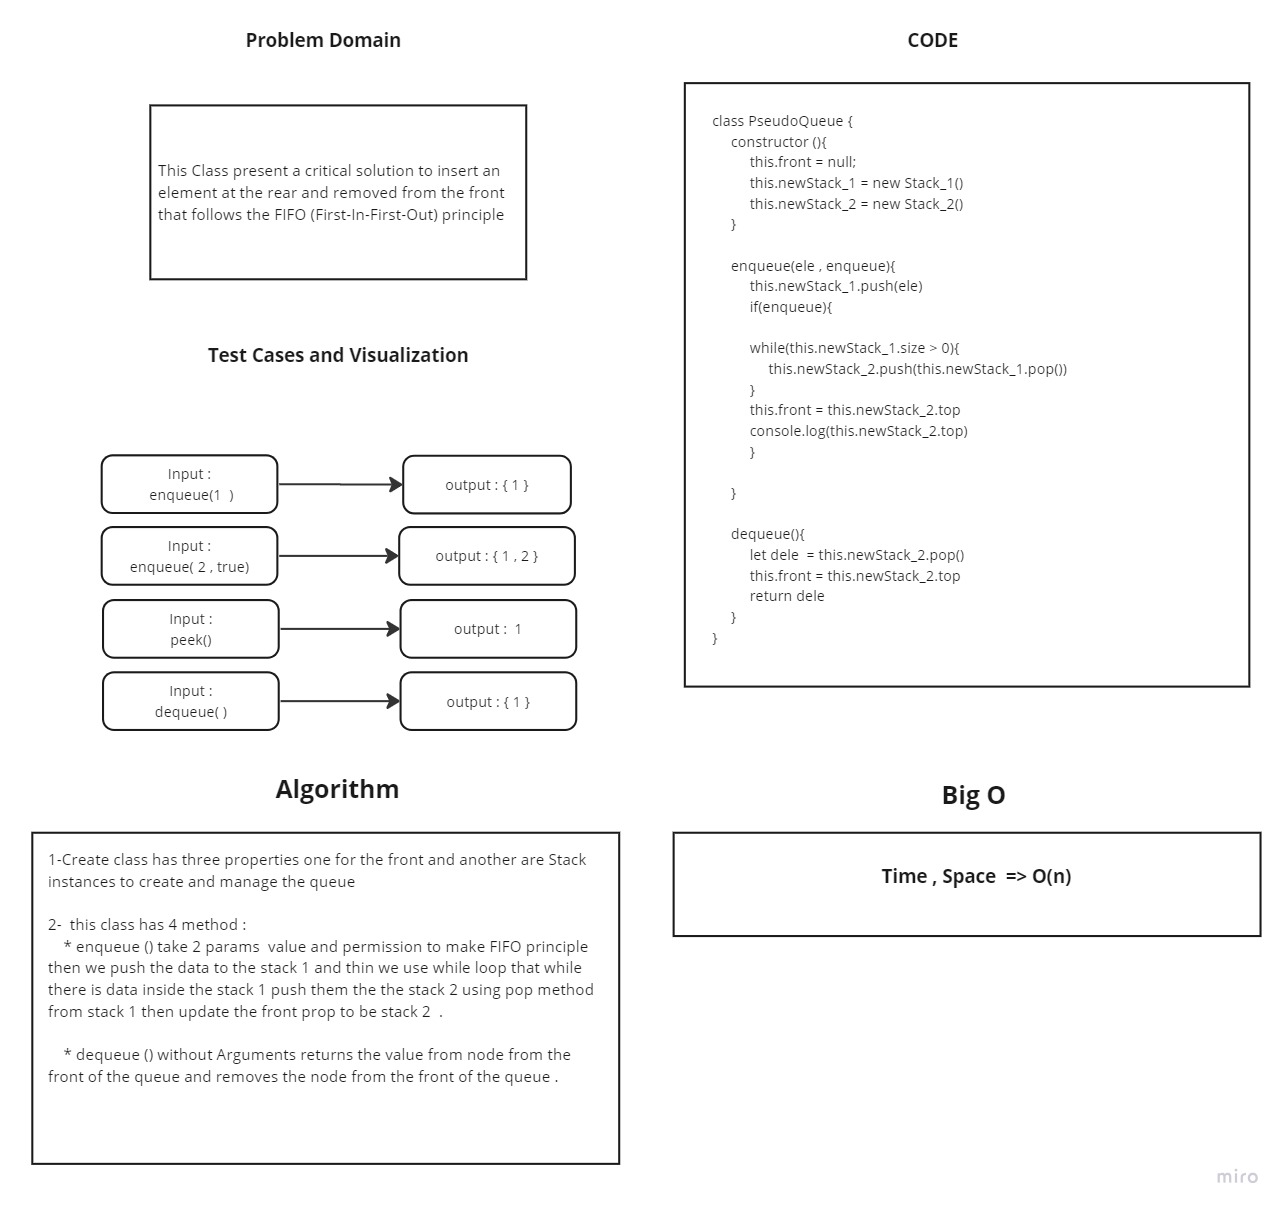 Problem Domain
This Class present a critical solution to insert an
element at the rear and removed from the front
that follows the FIFO (First-In-First-Out) principle
Test Cases and Visualization
Input :
enqueue(1  )
output : { 1 }
Input :
enqueue( 2 , true)
output : { 1 , 2 }
Input :
peek()
output :  1
Input :
dequeue( )
output : { 1 }
Algorithm
1-Create class has three properties one for the front and another are Stack
instances to create and manage the queue
2-  this class has 4 method :
* enqueue () take 2 params  value and permission to make FIFO principle
then we push the data to the stack 1 and thin we use while loop that while
there is data inside the stack 1 push them the the stack 2 using pop method
from stack 1 then update the front prop to be stack 2  .
* dequeue () without Arguments returns the value from node from the
front of the queue and removes the node from the front of the queue .
CODE
class PseudoQueue {
constructor (){
this.front = null;
this.newStack_1 = new Stack_1()
this.newStack_2 = new Stack_2()
}
enqueue(ele , enqueue){
this.newStack_1.push(ele)
if(enqueue){
while(this.newStack_1.size > 0){
this.newStack_2.push(this.newStack_1.pop())
}
this.front = this.newStack_2.top
console.log(this.newStack_2.top)
}
}
dequeue(){
let dele  = this.newStack_2.pop()
this.front = this.newStack_2.top
return dele
}
}
Big O
Time , Space  => O(n)
miro